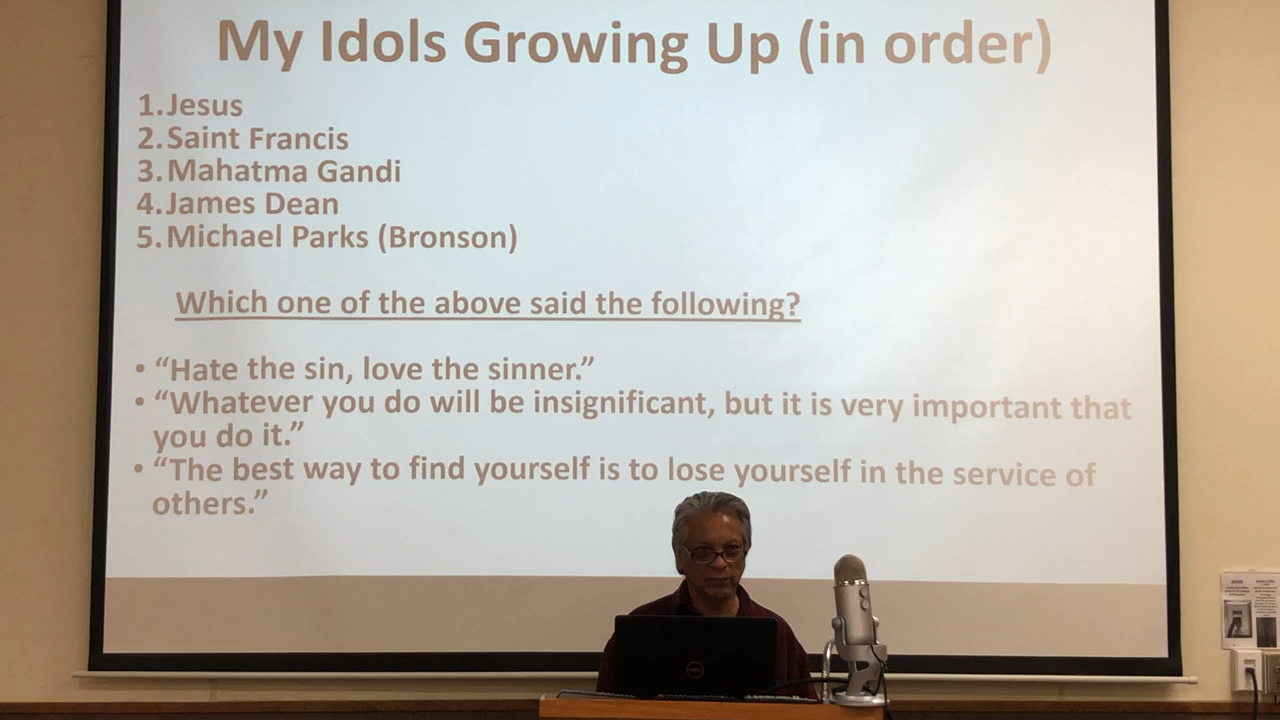 My Idols Growing Up (in order)
1. Jesus
2. Saint Francis
3. Mahatma Gandi
4. James Dean
5. Michael Parks (Bronson)
Which one of the above said the following?
• “Hate the sin, love the sinner.”
• “Whatever you do will be insignificant, but it is very important that
you do it.”
• “The best way to find yourself is to lose yourself in the service of
others.”
DELL